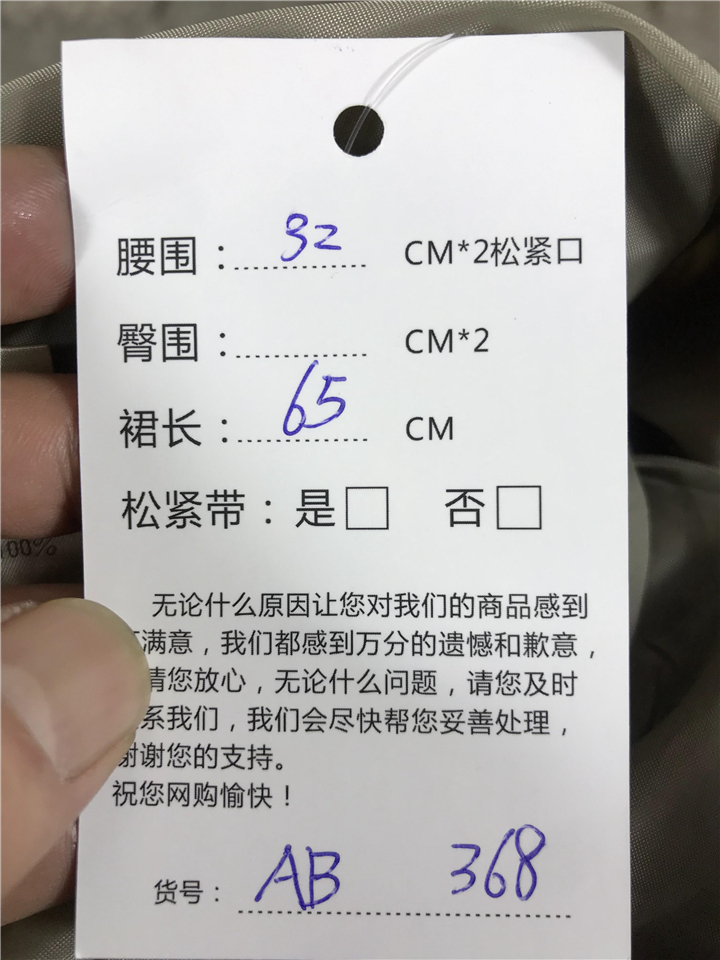 腰围：32 CM*2松紧口
臀围： CM*2
裙长：65 CM
松紧带：是□ 否□
无论什么原因让您对我们的商品感到
满意，我们都感到万分的遗憾和歉意，
请您放心，无论什么问题，请您及时
系我们，我们会尽快帮您妥善处理，
谢谢您的支持。
祝您网购愉快！
货号：AB 368
100%